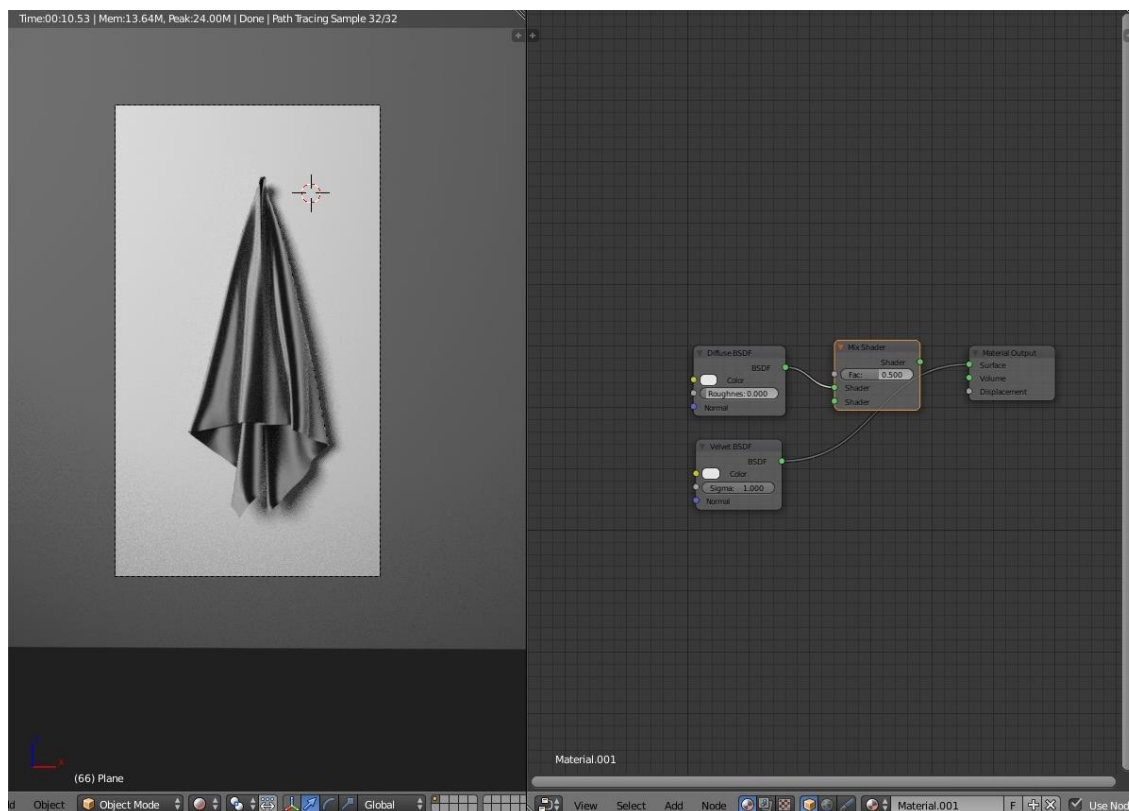 Time:00:10.53 | Mem:13.64M, Peak:24.00M | Done | Path Tracing Sample 32/32
(66) Plane
Object
Object Mode
Global
Diffuse BSDF
BSDF
Color
Roughnes: 0.000
Normal
Velvet BSDF
BSDF
Color
Sigma: 1.000
Normal
Mix Shader
Shader
Fac: 0.500
Shader
Shader
Material Output
Surface
Volume
Displacement
Material.001
View Select Add Node
Material.001
F
Use Nod